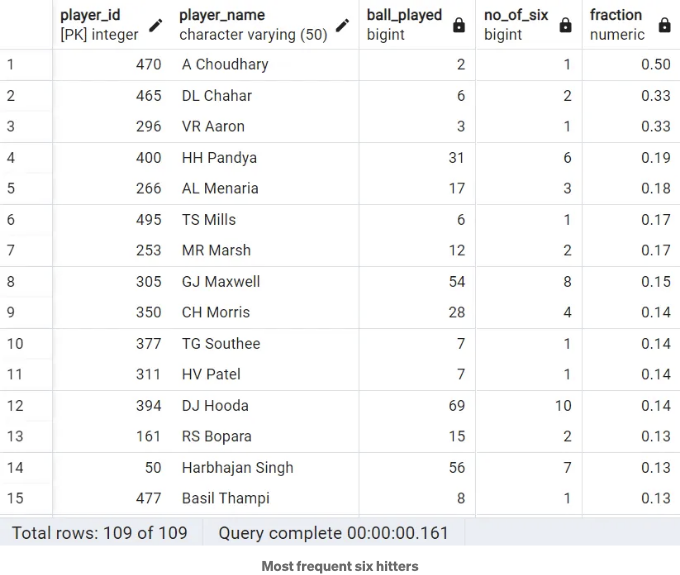 player_id player_name ball_played no_of_six fraction
[PK] integer character varying (50) bigint bigint numeric
1 470 A Choudhary 2 1 0.50
2 465 DL Chahar 6 2 0.33
3 296 VR Aaron 3 1 0.33
4 400 HH Pandya 31 6 0.19
5 266 AL Menaria 17 3 0.18
6 495 TS Mills 6 1 0.17
7 253 MR Marsh 12 2 0.17
8 305 GJ Maxwell 54 8 0.15
9 350 CH Morris 28 4 0.14
10 377 TG Southee 7 1 0.14
11 311 HV Patel 7 1 0.14
12 394 DJ Hooda 69 10 0.14
13 161 RS Bopara 15 2 0.13
14 50 Harbhajan Singh 56 7 0.13
15 477 Basil Thampi 8 1 0.13
Total rows: 109 of 109 Query complete 00:00:00.161
Most frequent six hitters